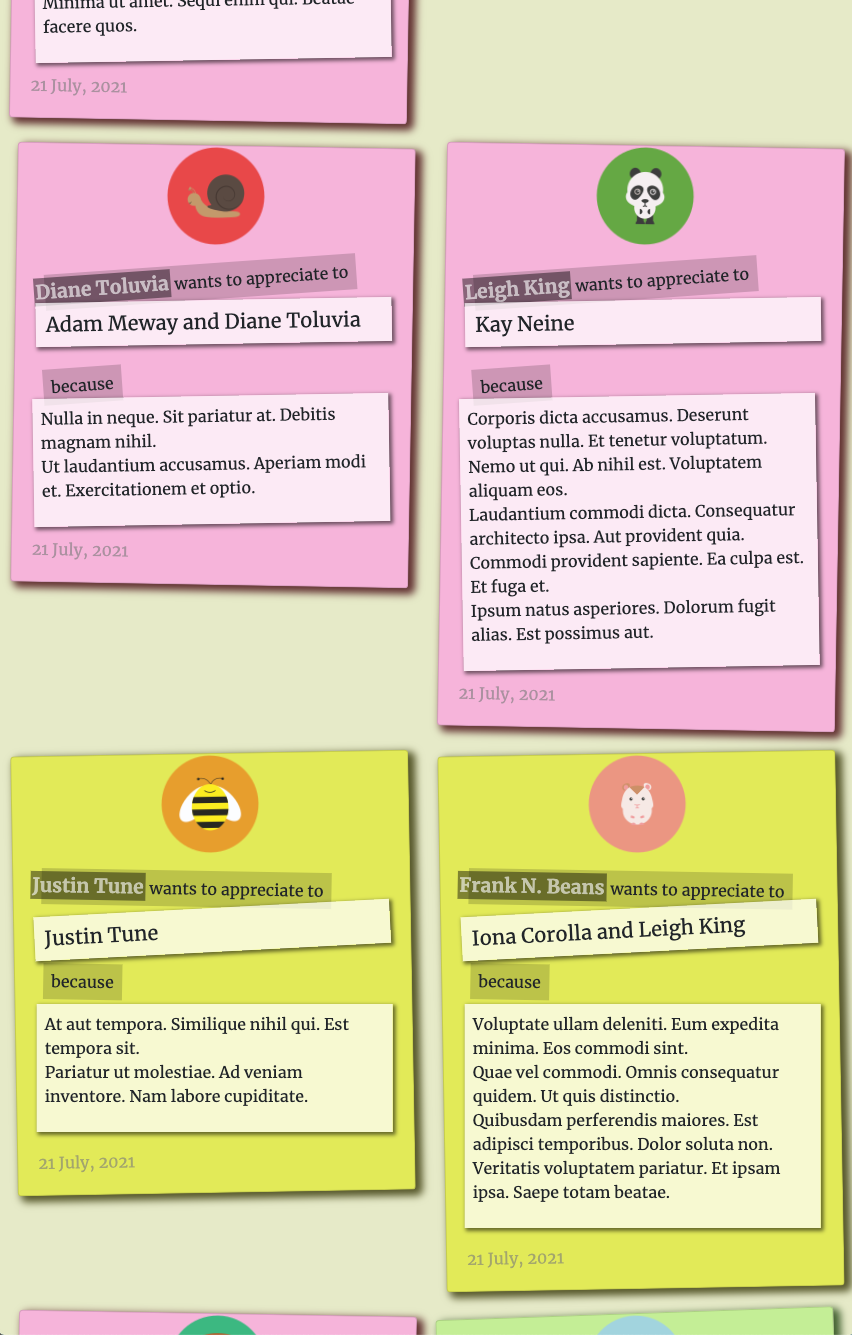 Minima ut amet. Sequi enim qui. Beatae
facere quos.
21 July, 2021
Diane Toluvia wants to appreciate to
Adam Meway and Diane Toluvia
because
Nulla in neque. Sit pariatur at. Debitis
magnam nihil.
Ut laudantium accusamus. Aperiam modi
et. Exercitationem et optio.
21 July, 2021
Leigh King wants to appreciate to
Kay Neine
because
Corporis dicta accusamus. Deserunt
voluptas nulla. Et tenetur voluptatum.
Nemo ut qui. Ab nihil est. Voluptatem
aliquam eos.
Laudantium commodi dicta. Consequatur
architecto ipsa. Aut provident quia.
Commodi provident sapiente. Ea culpa est.
Et fuga et.
Ipsum natus asperiores. Dolorum fugit
alias. Est possimus aut.
21 July, 2021
Justin Tune wants to appreciate to
Justin Tune
because
At aut tempora. Similique nihil qui. Est
tempora sit.
Pariatur ut molestiae. Ad veniam
inventore. Nam labore cupiditate.
21 July, 2021
Frank N. Beans wants to appreciate to
Iona Corolla and Leigh King
because
Voluptate ullam deleniti. Eum expedita
minima. Eos commodi sint.
Quae vel commodi. Omnis consequatur
quidem. Ut quis distinctio.
Quibusdam perferendis maiores. Est
adipisci temporibus. Dolor soluta non.
Veritatis voluptatem pariatur. Et ipsam
ipsa. Saepe totam beatae.
21 July, 2021